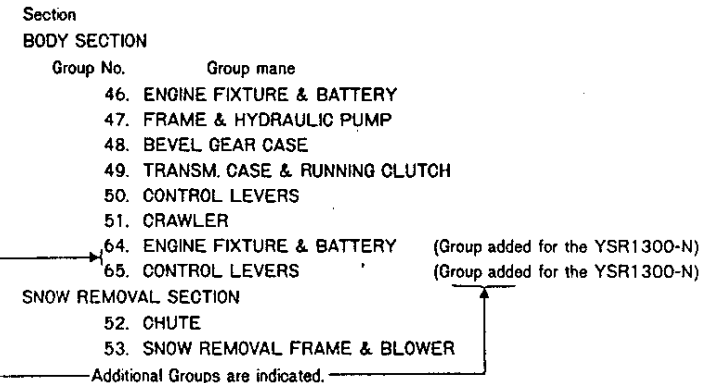 Section
BODY SECTION
Group No. Group mane
46. ENGINE FIXTURE & BATTERY
47. FRAME & HYDRAULIC PUMP
48. BEVEL GEAR CASE
49. TRANSM. CASE & RUNNING CLUTCH
50. CONTROL LEVERS
51. CRAWLER
64. ENGINE FIXTURE & BATTERY (Group added for the YSR1300-N)
65. CONTROL LEVERS (Group added for the YSR1300-N)
SNOW REMOVAL SECTION
52. CHUTE
53. SNOW REMOVAL FRAME & BLOWER
Additional Groups are indicated.